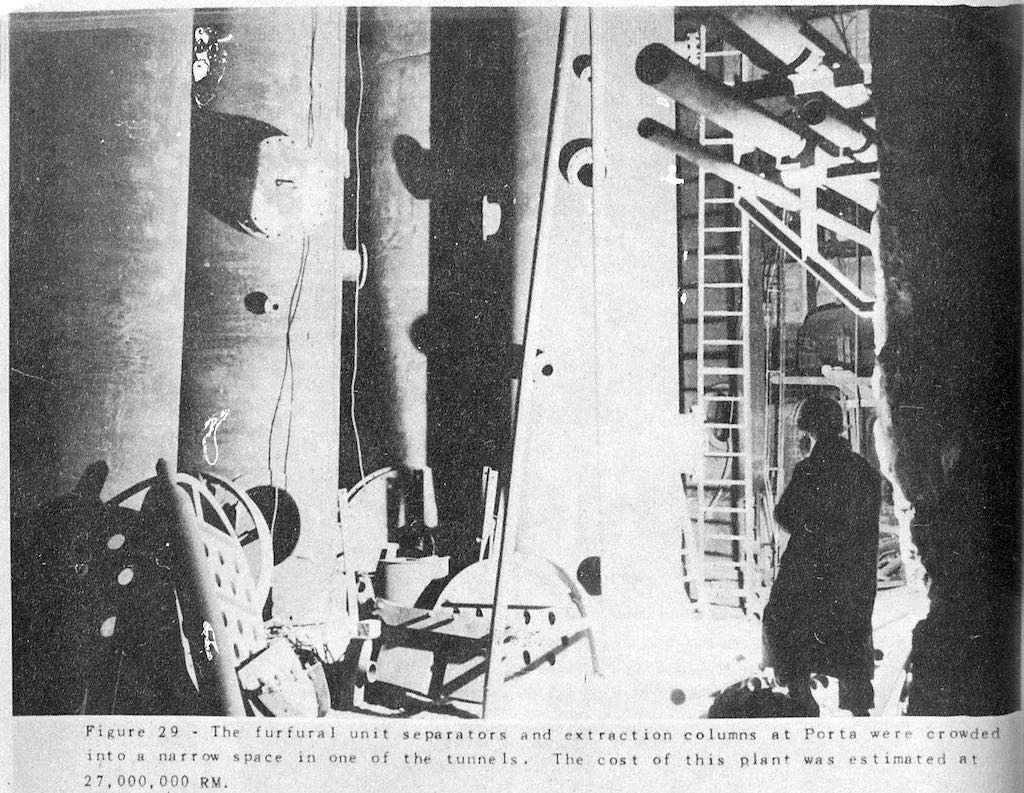 Figure 29 - The furfural unit separators and extraction columns at Porta were crowded
into a narrow space in one of the tunnels. The cost of this plant was estimated at
27,000,000 RM.